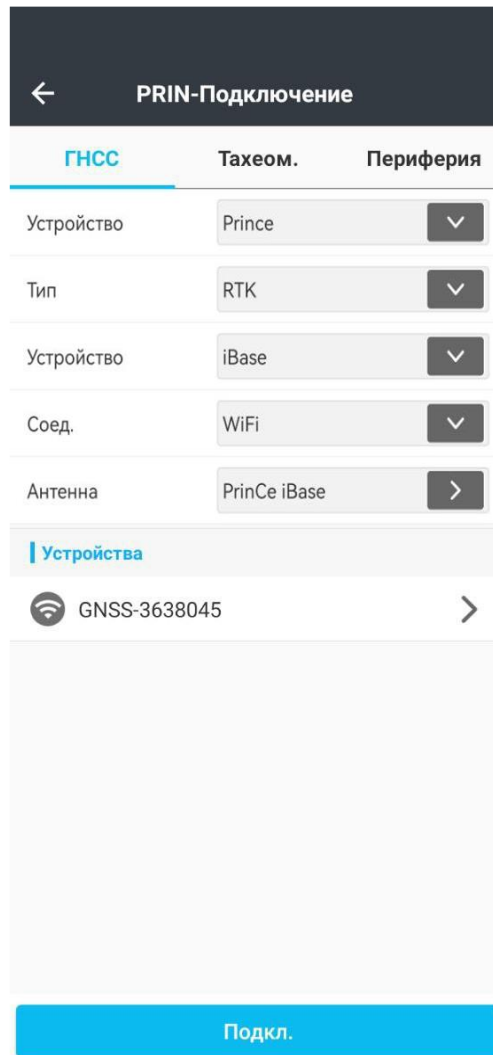 PRIN-Подключение
ГНСС Тахеом. Периферия
Устройство Prince
Тип RTK
Устройство iBase
Соед. WiFi
Антенна PrinCe iBase
Устройства
GNSS-3638045
Подкл.